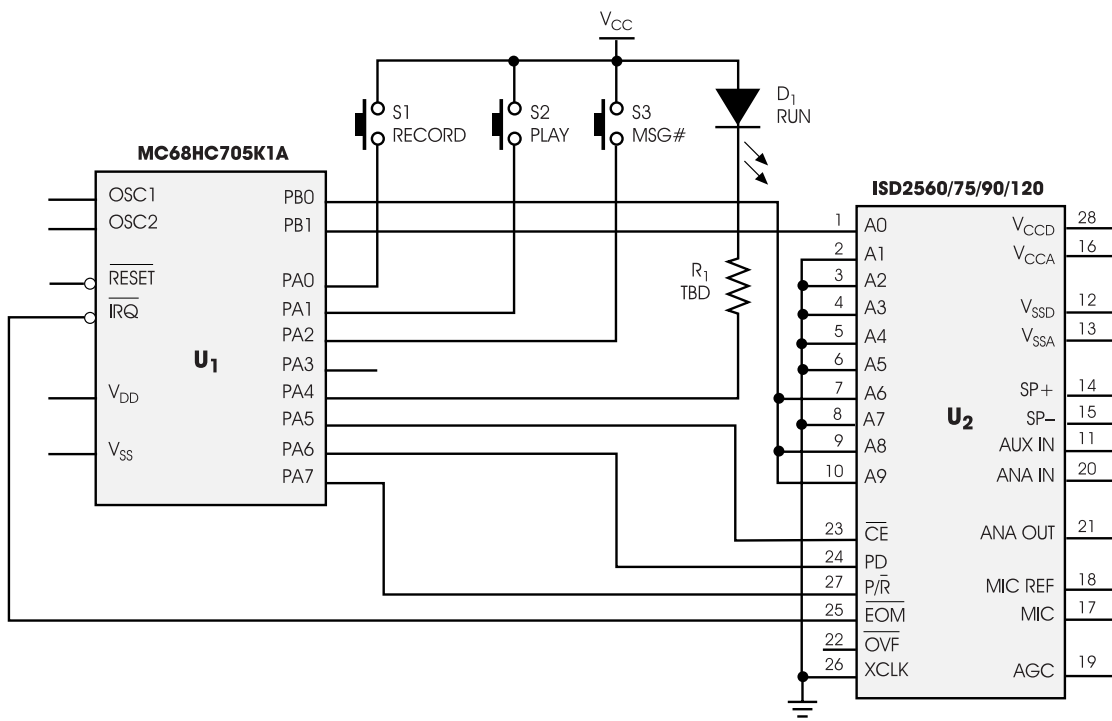 VCC
S1
RECORD
S2
PLAY
S3
MSG#
D1
RUN
R1
TBD
MC68HC705K1A
OSC1
OSC2
RESET
IRQ
VDD
VSS
U1
PB0
PB1
PA0
PA1
PA2
PA3
PA4
PA5
PA6
PA7
ISD2560/75/90/120
1 A0
2 A1
3 A2
4 A3
5 A4
6 A5
7 A6
8 A7
9 A8
10 A9
23 CE
24 PD
27 P/R
25 EOM
22 OVF
26 XCLK
U2
VCCD 28
VCCA 16
VSSD 12
VSSA 13
SP+ 14
SP– 15
AUX IN 11
ANA IN 20
ANA OUT 21
MIC REF 18
MIC 17
AGC 19